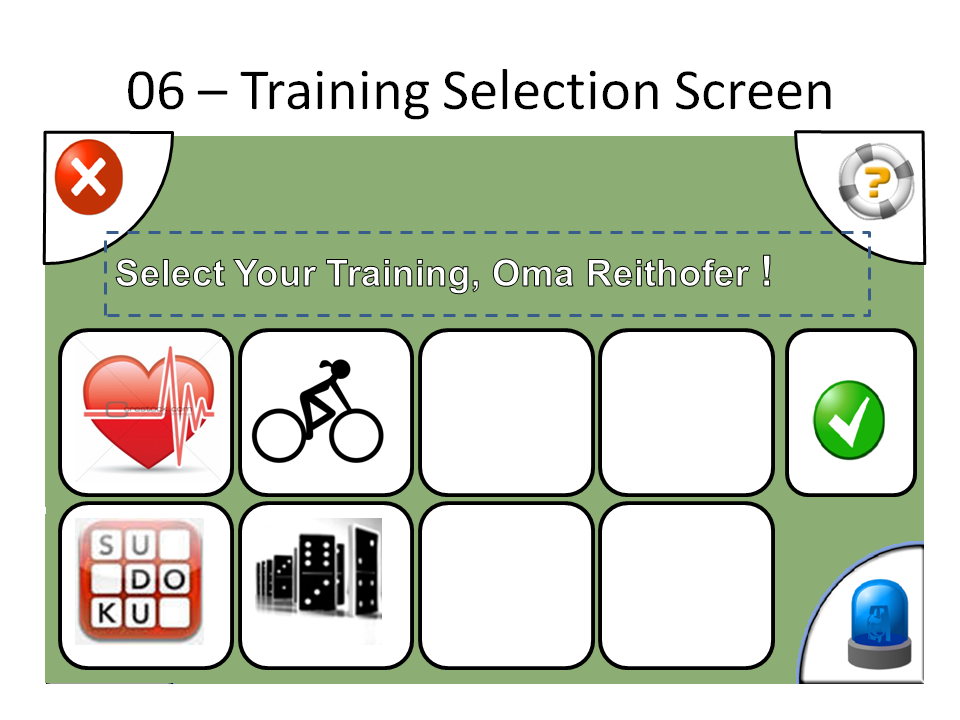 06 – Training Selection Screen
?
Select Your Training, Oma Reithofer !
SU
DO
KU